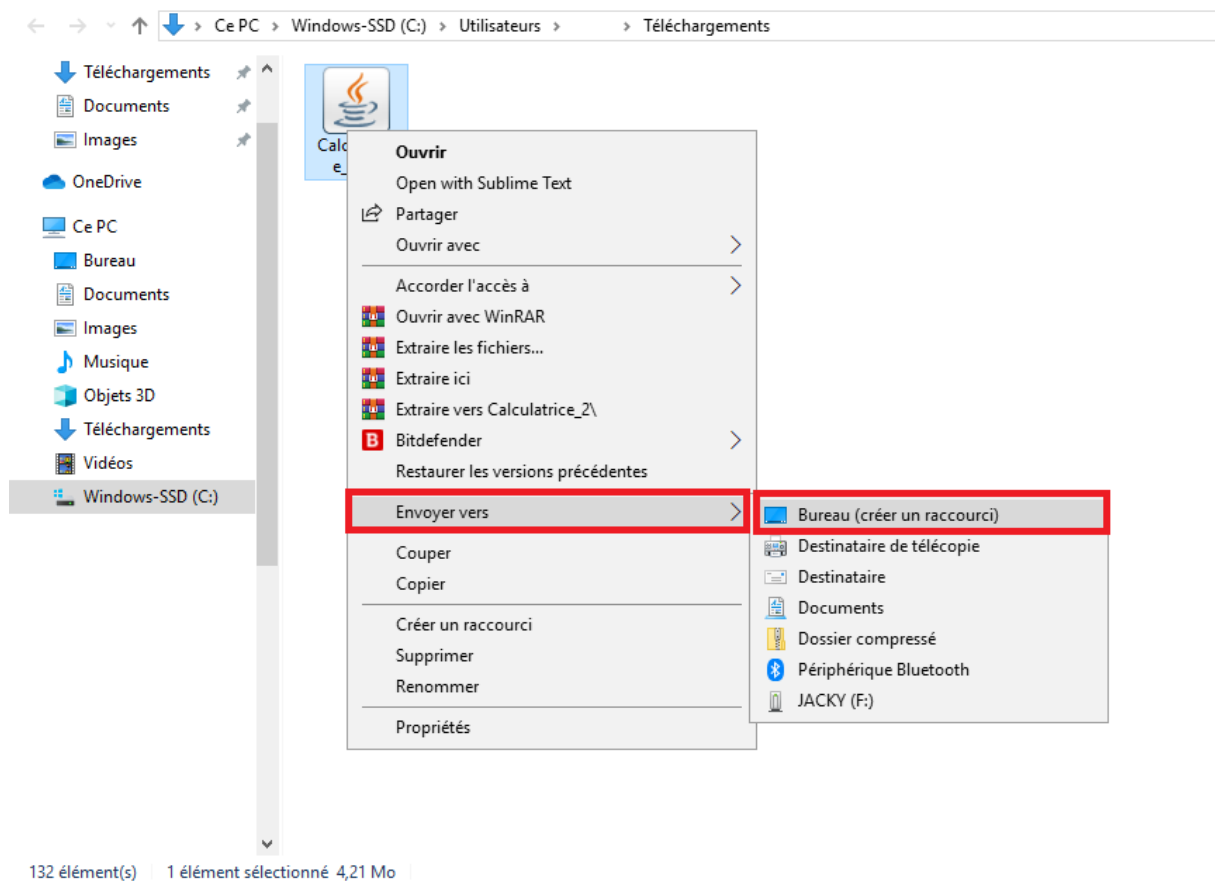 Ce PC > Windows-SSD (C:) > Utilisateurs > > Téléchargements
Téléchargements
Documents
Images
OneDrive
Ce PC
Bureau
Documents
Images
Musique
Objets 3D
Téléchargements
Vidéos
Windows-SSD (C:)
Ouvrir
Open with Sublime Text
Partager
Ouvrir avec
Accorder l'accès à
Ouvrir avec WinRAR
Extraire les fichiers...
Extraire ici
Extraire vers Calculatrice_2\
Bitdefender
Restaurer les versions précédentes
Envoyer vers
Couper
Copier
Créer un raccourci
Supprimer
Renommer
Propriétés
Bureau (créer un raccourci)
Destinataire de télécopie
Destinataire
Documents
Dossier compressé
Périphérique Bluetooth
JACKY (F:)
132 élément(s) 1 élément sélectionné 4,21 Mo